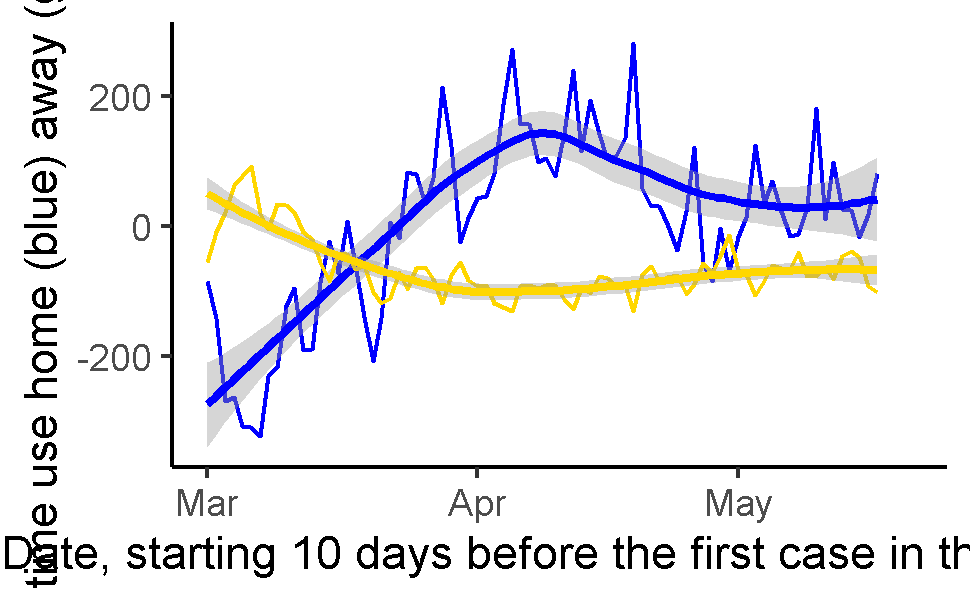 time use home (blue) away (
200
0
-200
Mar Apr May
Date, starting 10 days before the first case in th